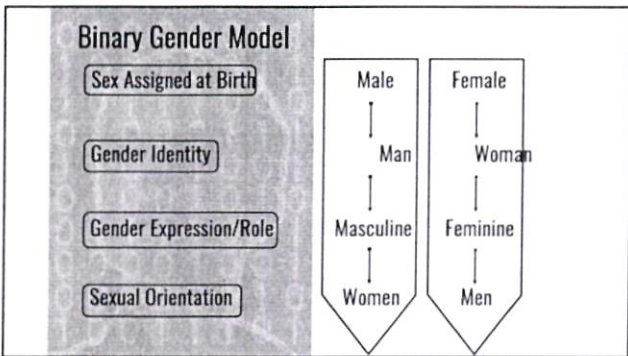 Binary Gender Model
Sex Assigned at Birth
Male
Female
Gender Identity
Man
Woman
Gender Expression/Role
Masculine
Feminine
Sexual Orientation
Women
Men